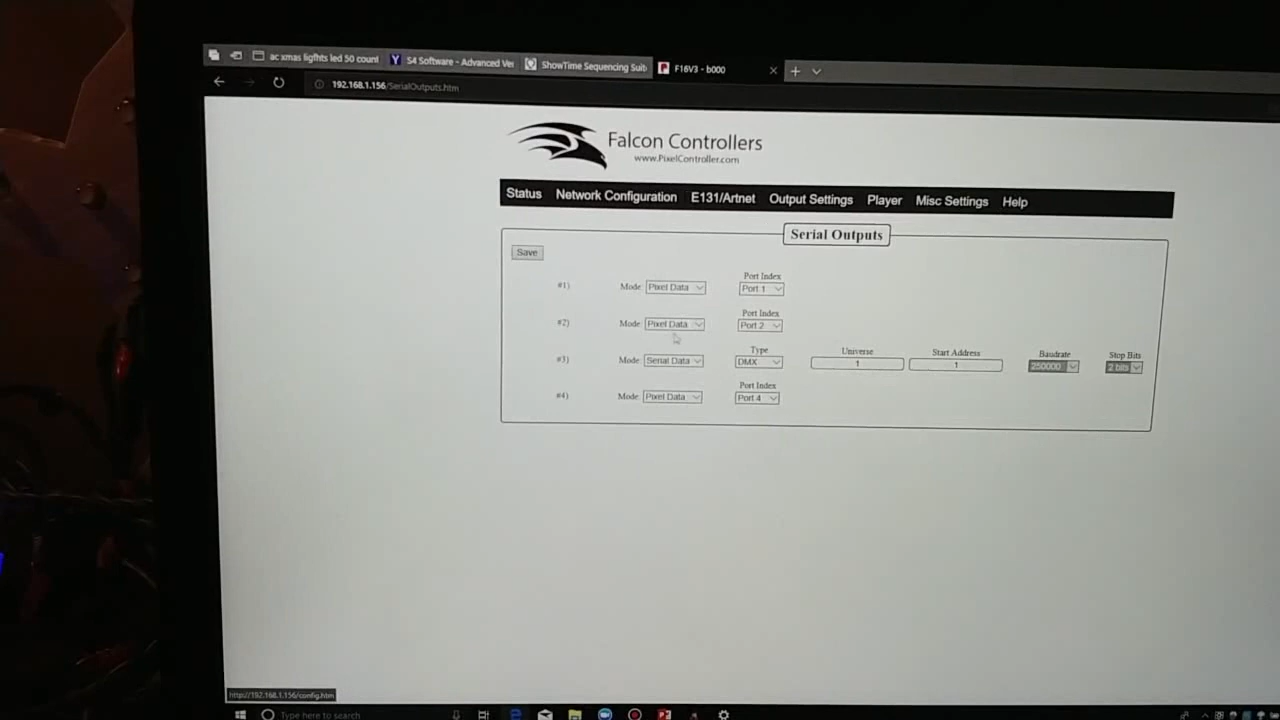 ac xmas ligfhts led 50 count
S4 Software - Advanced Ver
ShowTime Sequencing Suit
F16V3 - b000
192.168.1.156/SerialOutputs.htm
Falcon Controllers
www.PixelController.com
Status Network Configuration E131/Artnet Output Settings Player Misc Settings Help
Serial Outputs
Save
Port Index
#1) Mode: Pixel Data Port 1
Port Index
#2) Mode: Pixel Data Port 2
Type Universe Start Address Baudrate Stop Bits
#3) Mode: Serial Data DMX 1 1 250000 2 bits
Port Index
#4) Mode: Pixel Data Port 4
http://192.168.1.156/config.htm
Type here to search